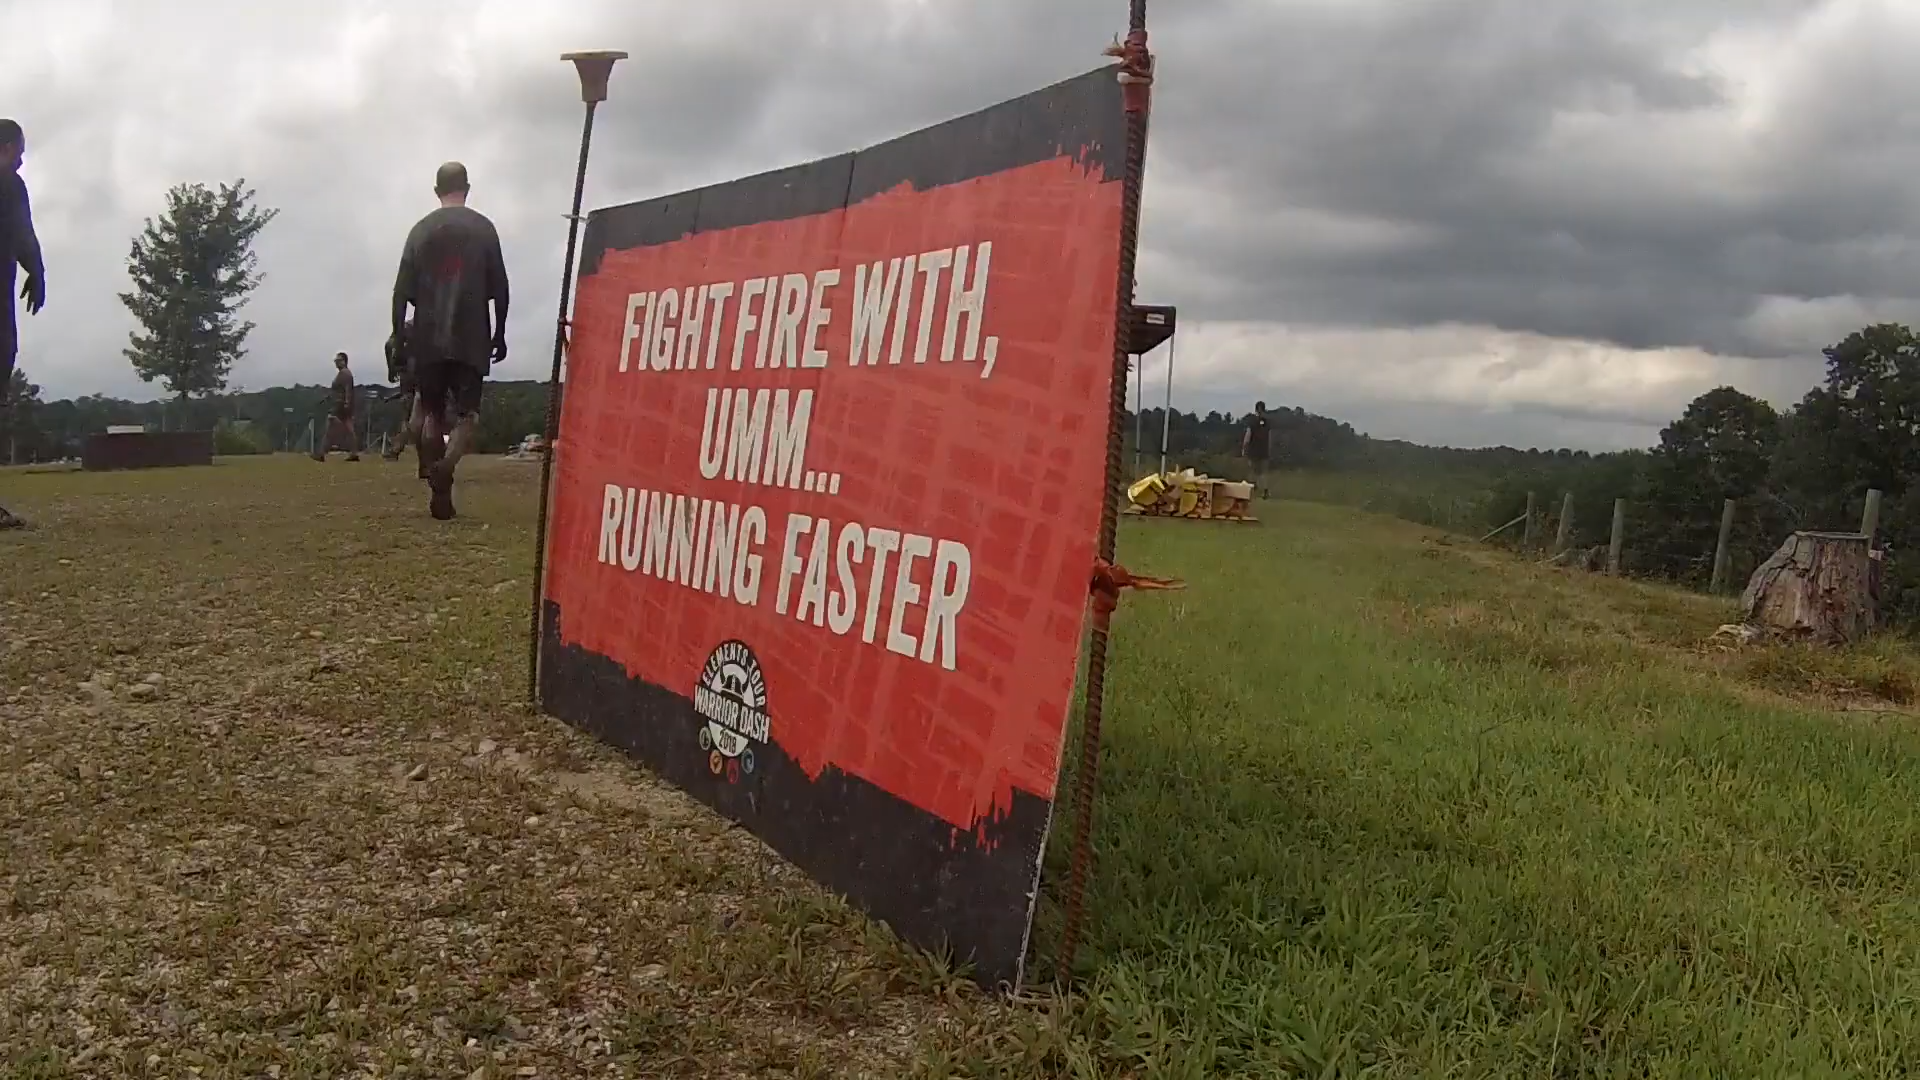 FIGHT FIRE WITH,
UMM...
RUNNING FASTER
ELEMENTS TOUR
WARRIOR DASH
2018